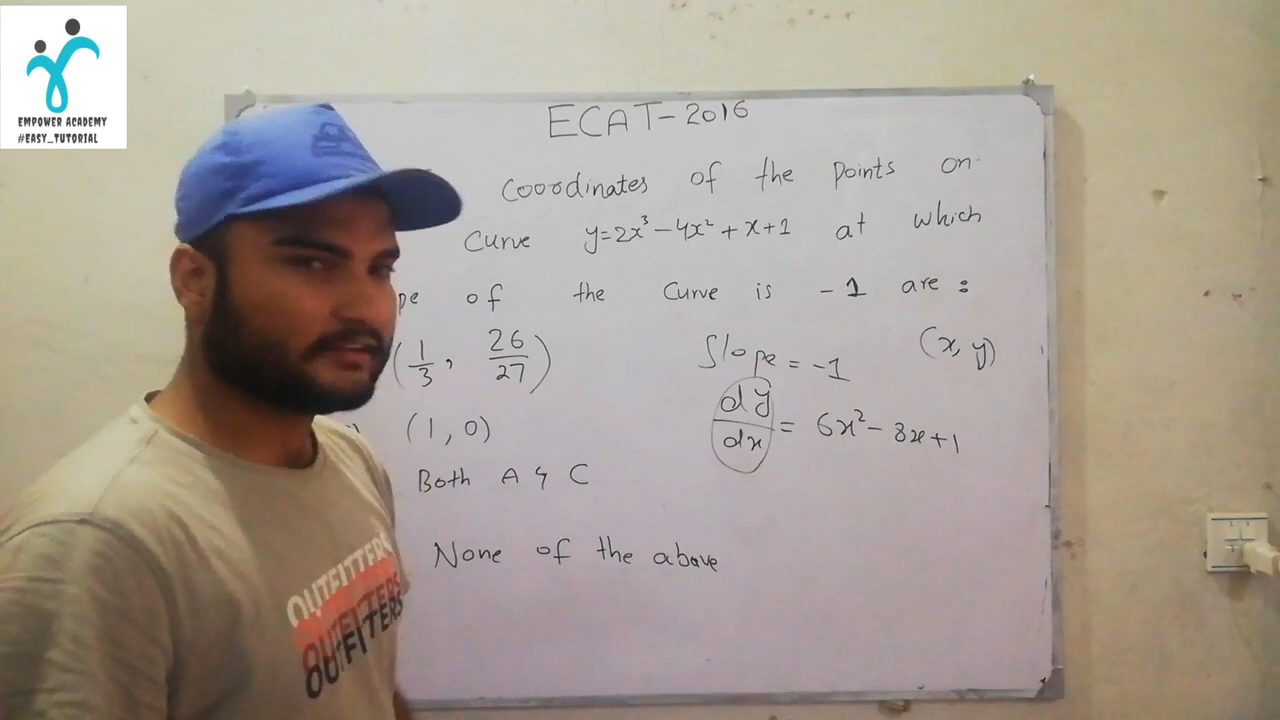 EMPOWER ACADEMY
#EASY_TUTORIAL
ECAT-2016
Coordinates of the points on
Curve y=2x³-4x²+x+1 at which
pe of the Curve is -1 are :
(1/3, 26/27)
Slope = -1
(x, y)
dy/dx = 6x²-8x+1
(1, 0)
Both A & C
None of the above
OUTFITTERS
OUTFITTERS
OUTFITTERS